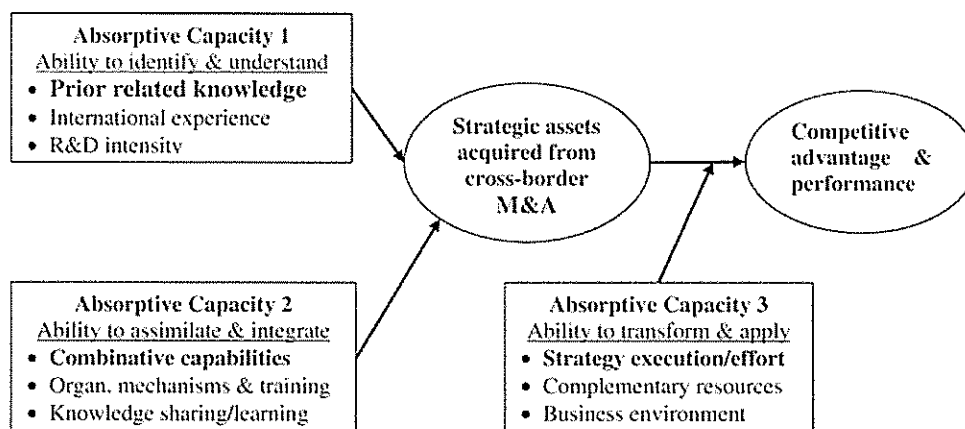 Absorptive Capacity 1
Ability to identify & understand
• Prior related knowledge
• International experience
• R&D intensity
Strategic assets
acquired from
cross-border
M&A
Competitive
advantage &
performance
Absorptive Capacity 2
Ability to assimilate & integrate
• Combinative capabilities
• Organ. mechanisms & training
• Knowledge sharing/learning
Absorptive Capacity 3
Ability to transform & apply
• Strategy execution/effort
• Complementary resources
• Business environment